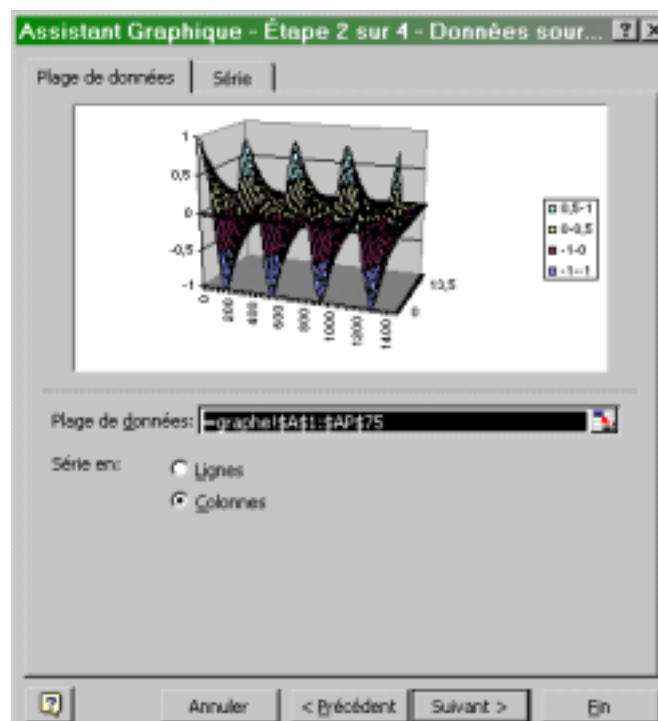 Assistant Graphique - Étape 2 sur 4 - Données sour...
Plage de données
Série
1
0,5
0
-0,5
-1
0
200
400
600
800
1000
1200
1400
0
13,5
0,5-1
0-0,5
-1-0
-1--1
Plage de données: =graphe!$A$1:$AP$75
Série en:
Lignes
Colonnes
Annuler
< Précédent
Suivant >
Fin